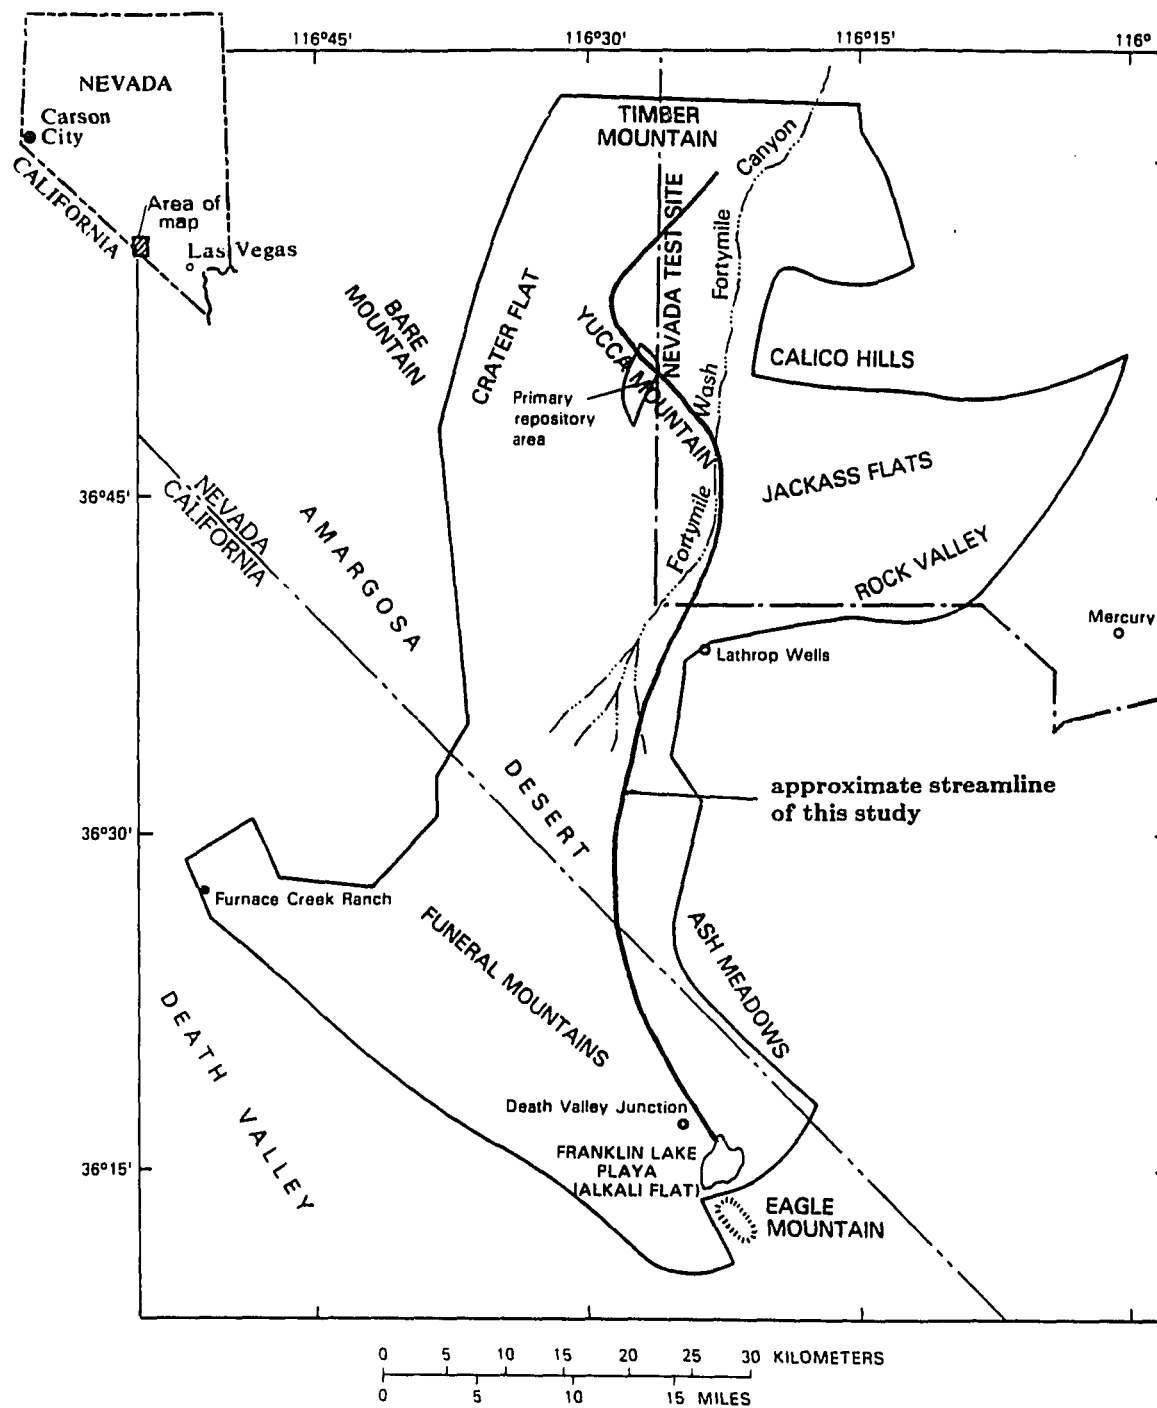 116°45'
116°30'
116°15'
116°
NEVADA
Carson
City
CALIFORNIA
Area of
map
Las Vegas
TIMBER
MOUNTAIN
Canyon
NEVADA TEST SITE
Fortymile
Wash
BARE
MOUNTAIN
CRATER FLAT
YUCCA MOUNTAIN
CALICO HILLS
Primary
repository
area
36°45'
NEVADA
CALIFORNIA
AMARGOSA
Fortymile
JACKASS FLATS
ROCK VALLEY
Mercury
Lathrop Wells
DESERT
approximate streamline
of this study
36°30'
Furnace Creek Ranch
FUNERAL MOUNTAINS
ASH MEADOWS
DEATH VALLEY
Death Valley Junction
36°15'
FRANKLIN LAKE
PLAYA
(ALKALI FLAT)
EAGLE
MOUNTAIN
0 5 10 15 20 25 30 KILOMETERS
0 5 10 15 MILES